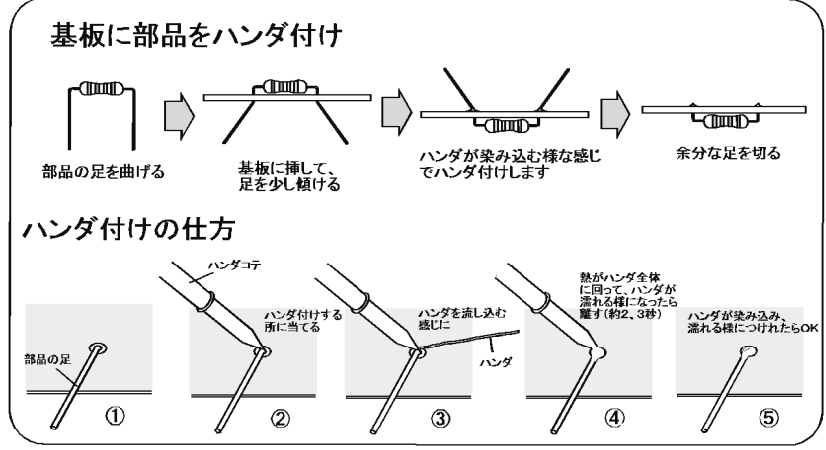 基板に部品をハンダ付け
部品の足を曲げる
基板に挿して、
足を少し傾ける
ハンダが染み込む様な感じ
でハンダ付けします
余分な足を切る
ハンダ付けの仕方
部品の足
①
ハンダコテ
ハンダ付けする
所に当てる
②
ハンダを流し込む
感じに
ハンダ
③
熱がハンダ全体
に回って、ハンダが
濡れる様になったら
離す(約2、3秒)
④
ハンダが染み込み、
濡れる様につけれたらOK
⑤